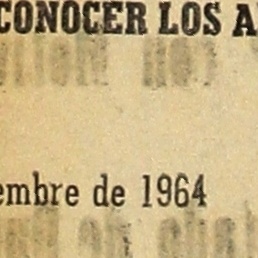 CONOCER LOS A
embre de 1964